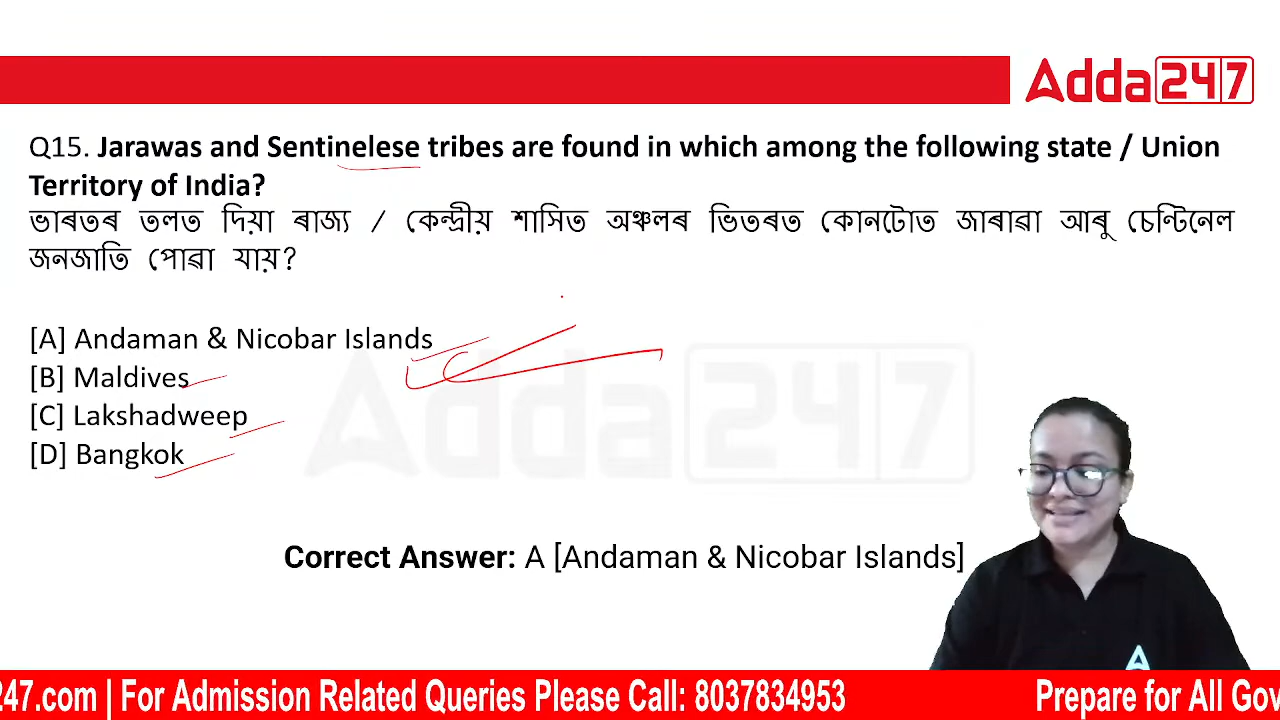 Adda247
Q15. Jarawas and Sentinelese tribes are found in which among the following state / Union
Territory of India?
ভাৰতৰ তলত দিয়া ৰাজ্য / কেন্দ্ৰীয় শাসিত অঞ্চলৰ ভিতৰত কোনটোত জাৰাৱা আৰু চেণ্টিনেল
জনজাতি পোৱা যায়?
[A] Andaman & Nicobar Islands
[B] Maldives
[C] Lakshadweep
[D] Bangkok
Adda247
Correct Answer: A [Andaman & Nicobar Islands]
247.com | For Admission Related Queries Please Call: 8037834953 Prepare for All Gov